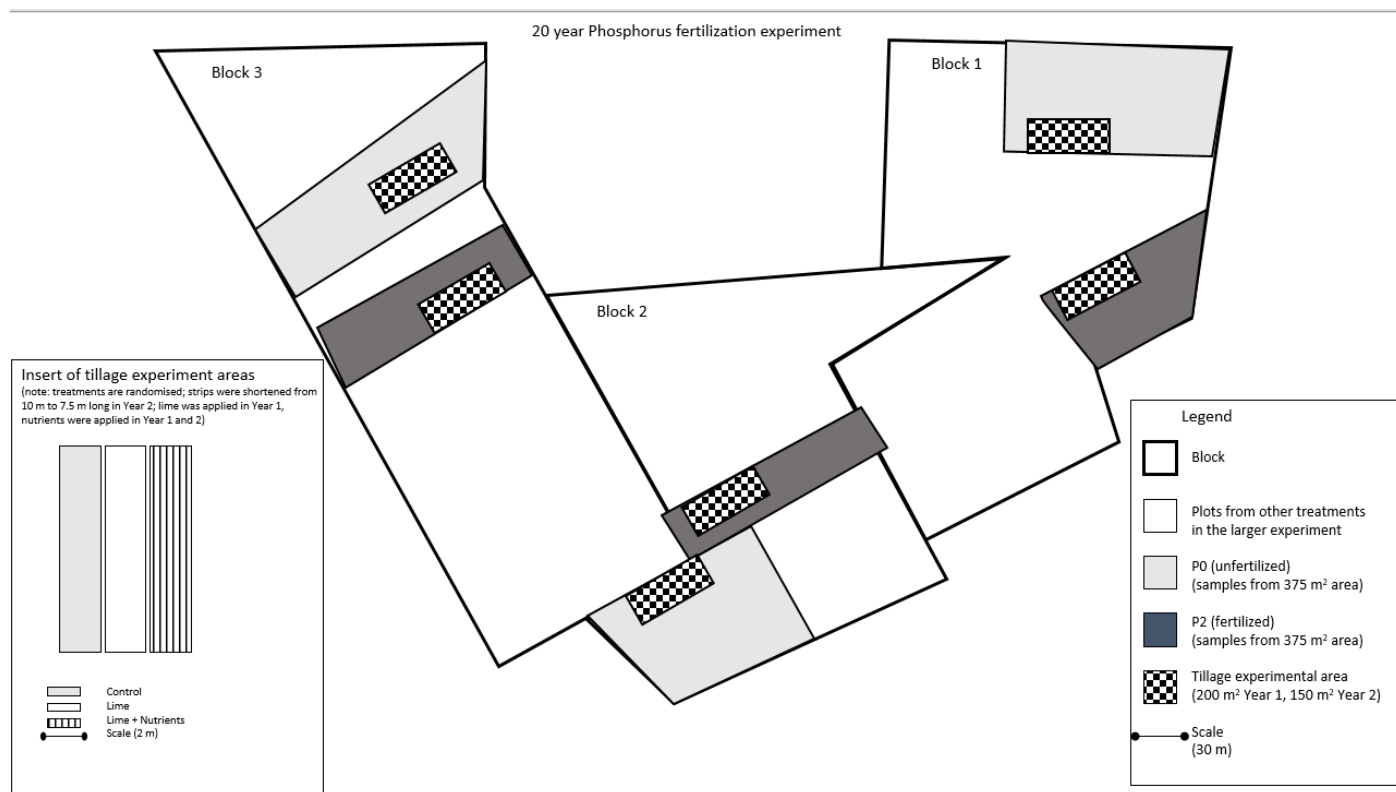 20 year Phosphorus fertilization experiment
Block 3
Block 1
Block 2
Insert of tillage experiment areas
(note: treatments are randomised; strips were shortened from
10 m to 7.5 m long in Year 2; lime was applied in Year 1,
nutrients were applied in Year 1 and 2)
Control
Lime
Lime + Nutrients
Scale (2 m)
Legend
Block
Plots from other treatments
in the larger experiment
P0 (unfertilized)
(samples from 375 m² area)
P2 (fertilized)
(samples from 375 m² area)
Tillage experimental area
(200 m² Year 1, 150 m² Year 2)
Scale
(30 m)